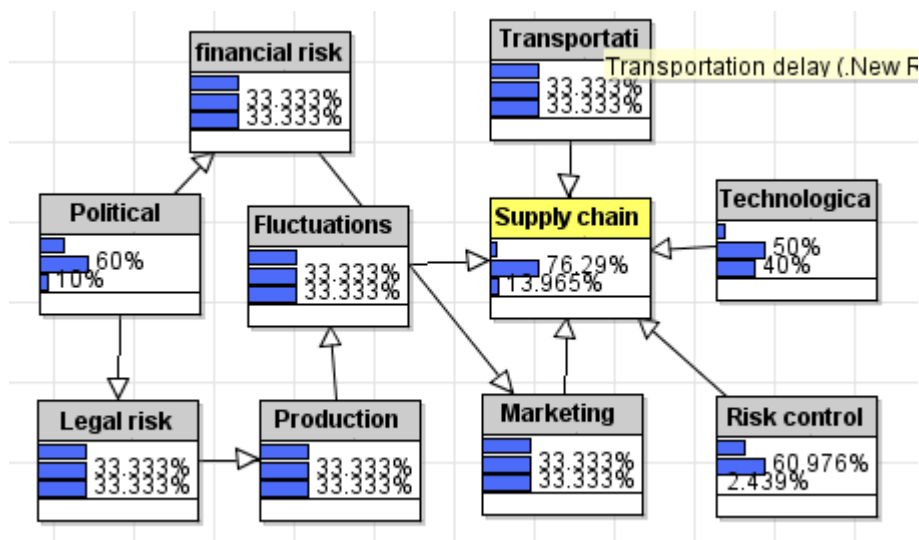 financial risk
33.333%
33.333%
Transportati
Transportation delay (.New R
33.333%
33.333%
Political
60%
10%
Fluctuations
33.333%
33.333%
Supply chain
76.29%
13.965%
Technologica
50%
40%
Legal risk
33.333%
33.333%
Production
33.333%
33.333%
Marketing
33.333%
33.333%
Risk control
60.976%
2.439%